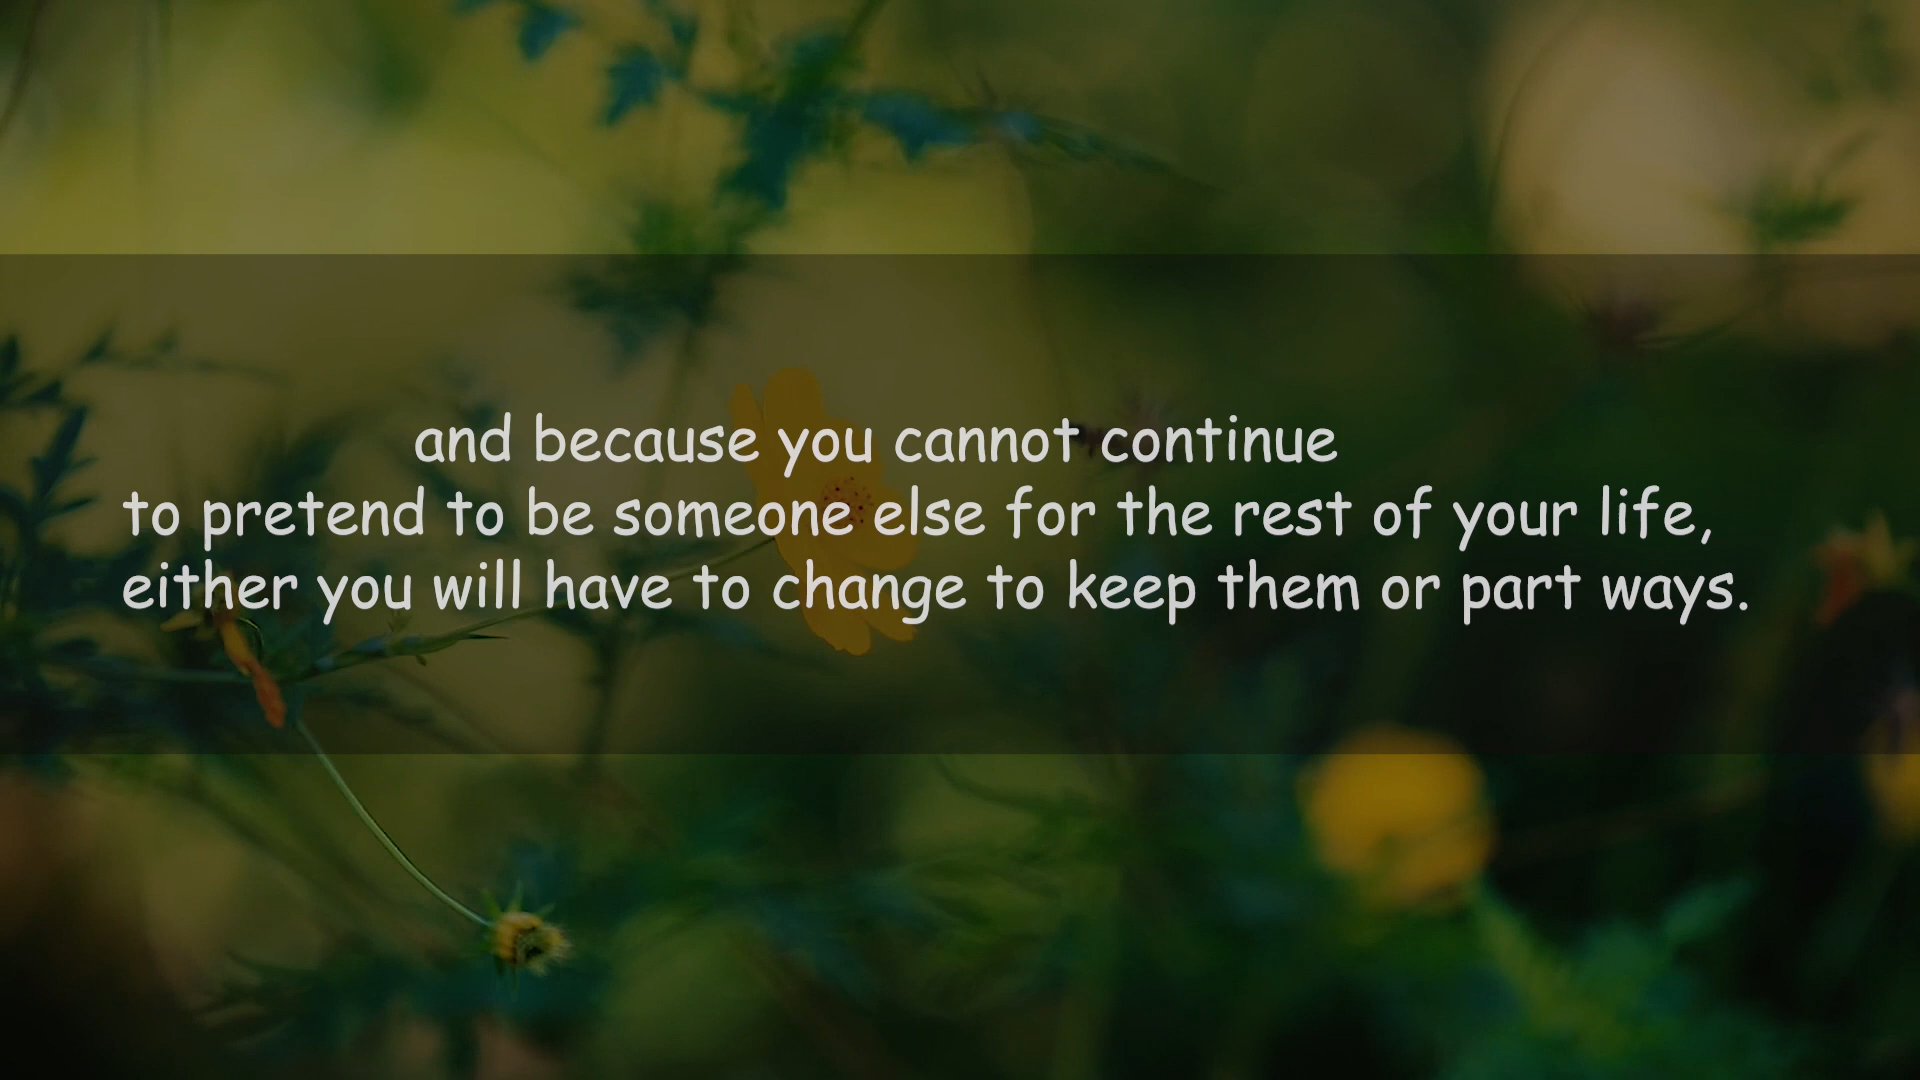 and because you cannot continue
to pretend to be someone else for the rest of your life,
either you will have to change to keep them or part ways.